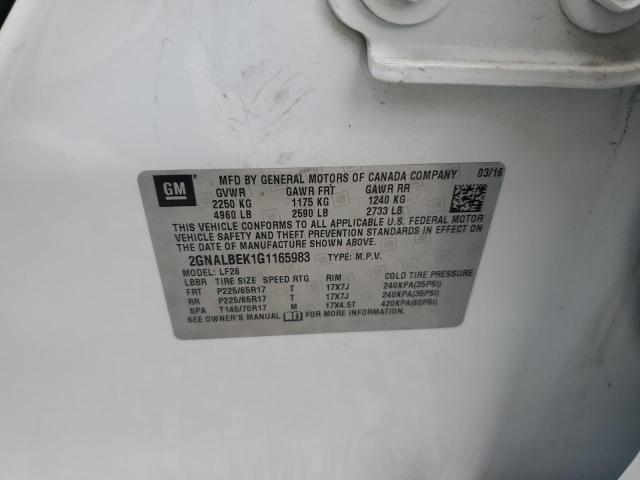 GM
MFD BY GENERAL MOTORS OF CANADA COMPANY 03/16
GVWR GAWR FRT GAWR RR
2250 KG 1175 KG 1240 KG
4960 LB 2590 LB 2733 LB
THIS VEHICLE CONFORMS TO ALL APPLICABLE U.S. FEDERAL MOTOR
VEHICLE SAFETY AND THEFT PREVENTION STANDARDS IN EFFECT ON
THE DATE OF MANUFACTURE SHOWN ABOVE.
2GNALBEK1G1165983 TYPE: M.P.V.
MODEL: LF26
LBBR TIRE SIZE SPEED RTG RIM COLD TIRE PRESSURE
FRT P225/65R17 T 17X7J 240KPA(35PSI)
RR P225/65R17 T 17X7J 240KPA(35PSI)
SPA T145/70R17 M 17X4.5T 420KPA(60PSI)
SEE OWNER'S MANUAL FOR MORE INFORMATION.